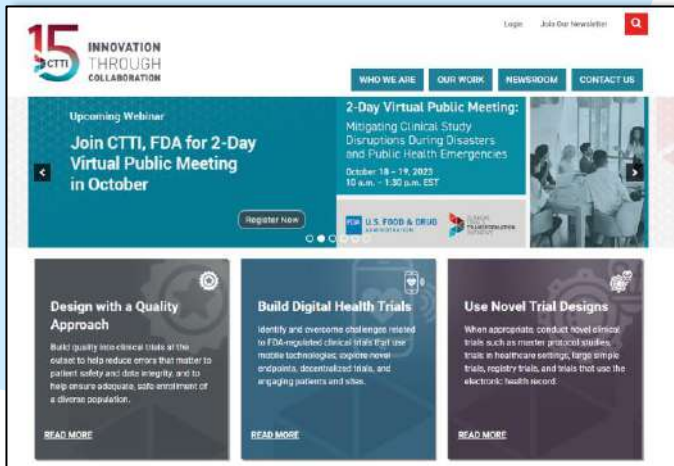 Login Join Our Newsletter
15
CTTI
INNOVATION
THROUGH
COLLABORATION
WHO WE ARE OUR WORK NEWSROOM CONTACT US
Upcoming Webinar
Join CTTI, FDA for 2-Day
Virtual Public Meeting
in October
Register Now
2-Day Virtual Public Meeting:
Mitigating Clinical Study
Disruptions During Disasters
and Public Health Emergencies
October 18 – 19, 2023
10 a.m. - 1:30 p.m. EST
FDA U.S. FOOD & DRUG
ADMINISTRATION
CLINICAL
TRIALS
TRANSFORMATION
INITIATIVE
Design with a Quality
Approach
Build quality into clinical trials at the
outset to help reduce errors that matter to
patient safety and data integrity, and to
help ensure adequate, safe enrollment of
a diverse population.
READ MORE
Build Digital Health Trials
Identify and overcome challenges related
to FDA-regulated clinical trials that use
mobile technologies; explore novel
endpoints, decentralized trials, and
engaging patients and sites.
READ MORE
Use Novel Trial Designs
When appropriate, conduct novel clinical
trials such as master protocol studies,
trials in healthcare settings, large simple
trials, registry trials, and trials that use the
electronic health record.
READ MORE